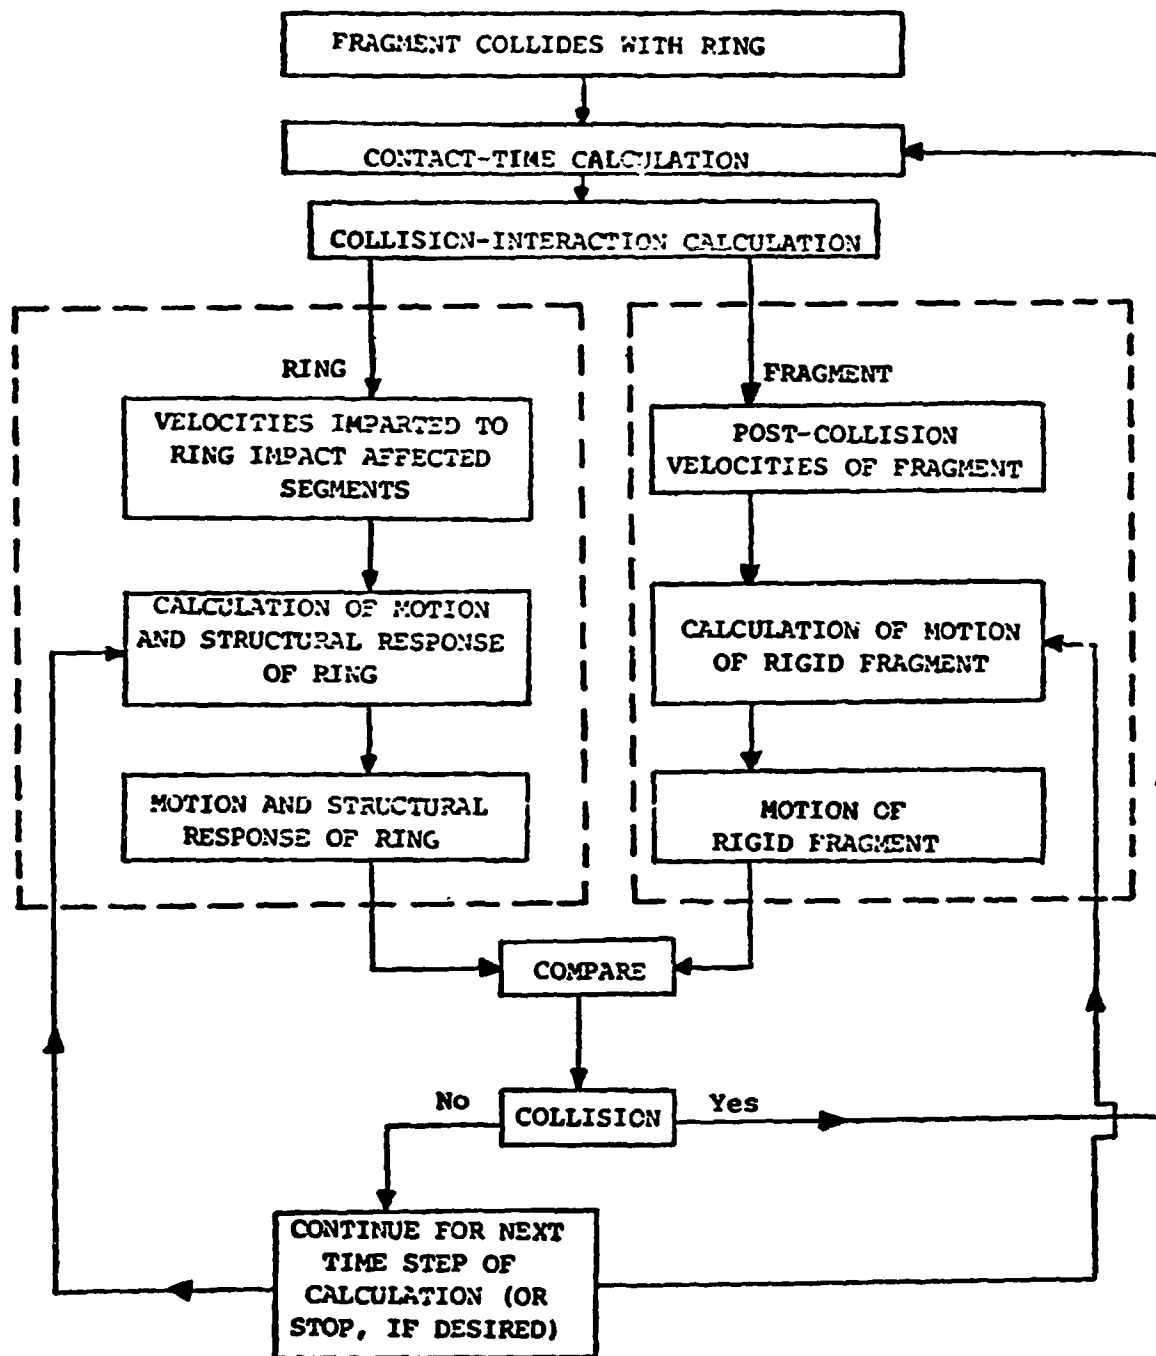 FRAGMENT COLLIDES WITH RING
CONTACT-TIME CALCULATION
COLLISION-INTERACTION CALCULATION
RING
VELOCITIES IMPARTED TO
RING IMPACT AFFECTED
SEGMENTS
CALCULATION OF MOTION
AND STRUCTURAL RESPONSE
OF RING
MOTION AND STRUCTURAL
RESPONSE OF RING
FRAGMENT
POST-COLLISION
VELOCITIES OF FRAGMENT
CALCULATION OF MOTION
OF RIGID FRAGMENT
MOTION OF
RIGID FRAGMENT
COMPARE
No
COLLISION
Yes
CONTINUE FOR NEXT
TIME STEP OF
CALCULATION (OR
STOP, IF DESIRED)